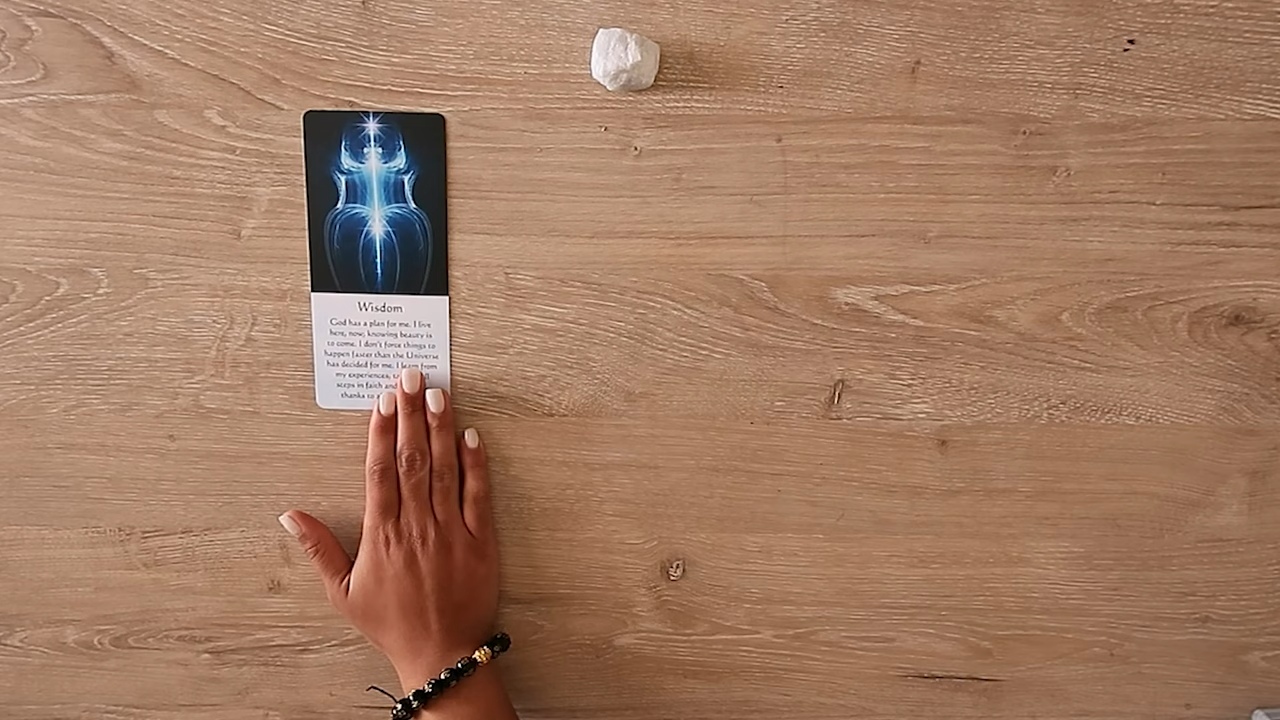 Wisdom
God has a plan for me. I live
here, now, knowing beauty is
to come. I don't force things to
happen faster than the Universe
has decided for me. I learn from
my experiences,
steps in faith and
thanks to